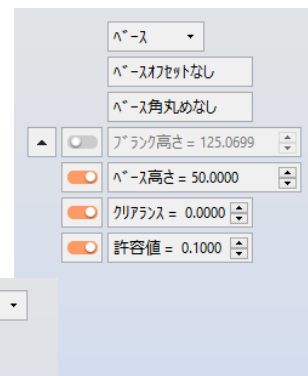 ﾍﾞｰｽ
ﾍﾞｰｽｵﾌｾｯﾄなし
ﾍﾞｰｽ角丸めなし
ﾌﾞﾗﾝｸ高さ = 125.0699
ﾍﾞｰｽ高さ = 50.0000
ｸﾘｱﾗﾝｽ = 0.0000
許容値 = 0.1000